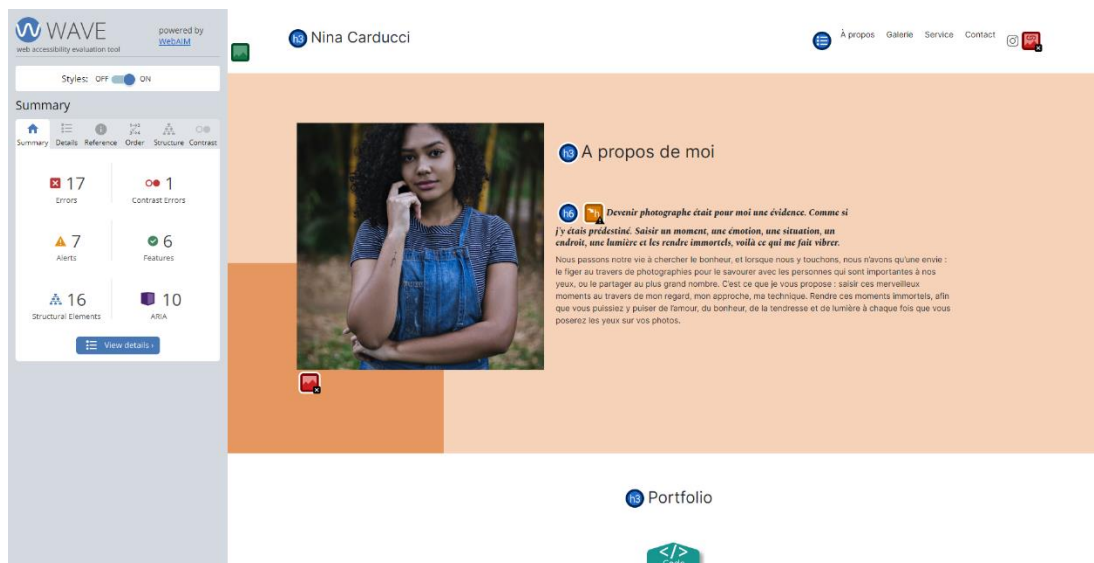 WAVE
web accessibility evaluation tool
powered by
WebAIM
Styles: OFF ON
Summary
Summary Details Reference Order Structure Contrast
17
Errors
1
Contrast Errors
7
Alerts
6
Features
16
Structural Elements
10
ARIA
View details ›
h3 Nina Carducci
À propos Galerie Service Contact
h3 A propos de moi
h6 h Devenir photographe était pour moi une évidence. Comme si
j'y étais prédestiné. Saisir un moment, une émotion, une situation, un
endroit, une lumière et les rendre immortels, voilà ce qui me fait vibrer.
Nous passons notre vie à chercher le bonheur, et lorsque nous y touchons, nous n'avons qu'une envie :
le figer au travers de photographies pour le savourer avec les personnes qui sont importantes à nos
yeux, ou le partager au plus grand nombre. C'est ce que je vous propose : saisir ces merveilleux
moments au travers de mon regard, mon approche, ma technique. Rendre ces moments immortels, afin
que vous puissiez y puiser de l'amour, du bonheur, de la tendresse et de lumière à chaque fois que vous
poserez les yeux sur vos photos.
h3 Portfolio
</>
Code